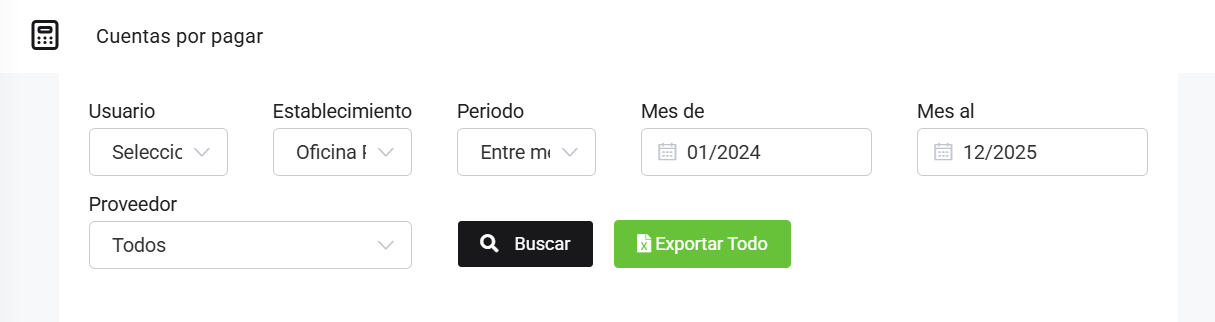 Cuentas por pagar
Usuario Establecimiento Periodo Mes de Mes al
Oficina 01/2024 12/2025
Entre
Proveedor
Todos Buscar Exportar Todo